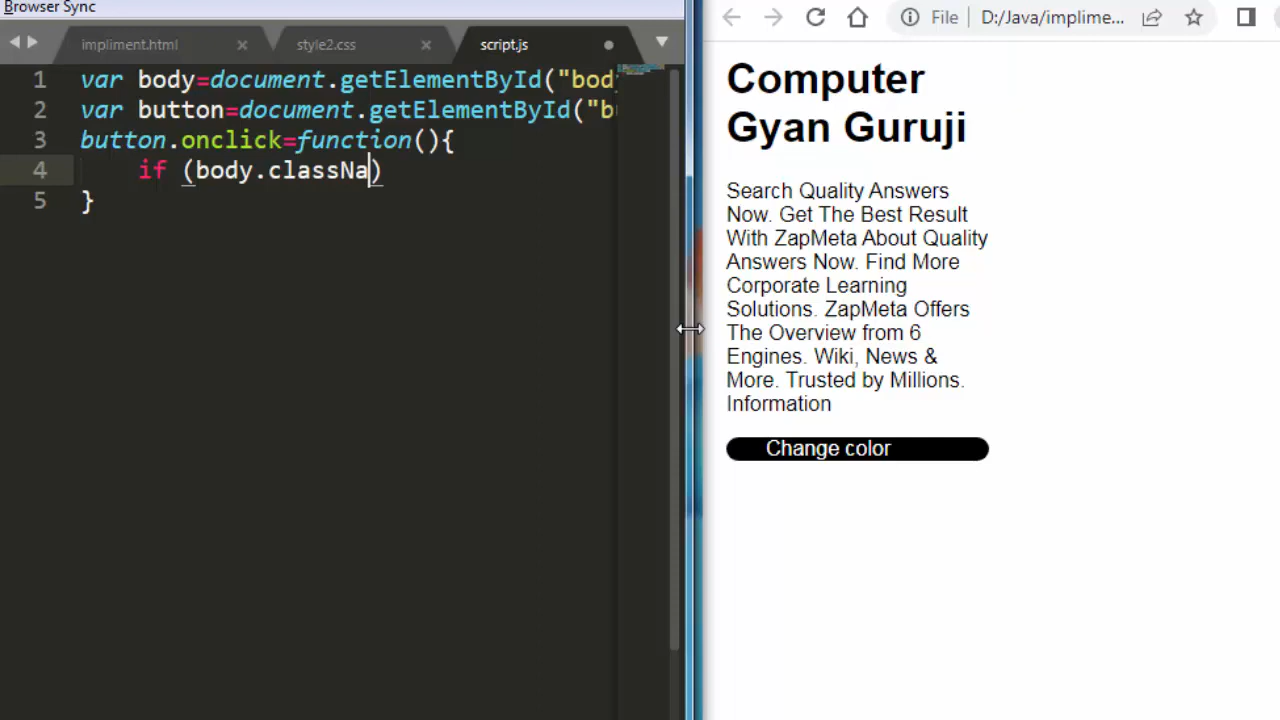 Browser Sync
impliment.html
style2.css
script.js
File
D:/Java/implime...
1 var body=document.getElementById("body
2 var button=document.getElementById("bu
3 button.onclick=function(){
4 if (body.classNa)
5 }
Computer
Gyan Guruji
Search Quality Answers
Now. Get The Best Result
With ZapMeta About Quality
Answers Now. Find More
Corporate Learning
Solutions. ZapMeta Offers
The Overview from 6
Engines. Wiki, News &
More. Trusted by Millions.
Information
Change color